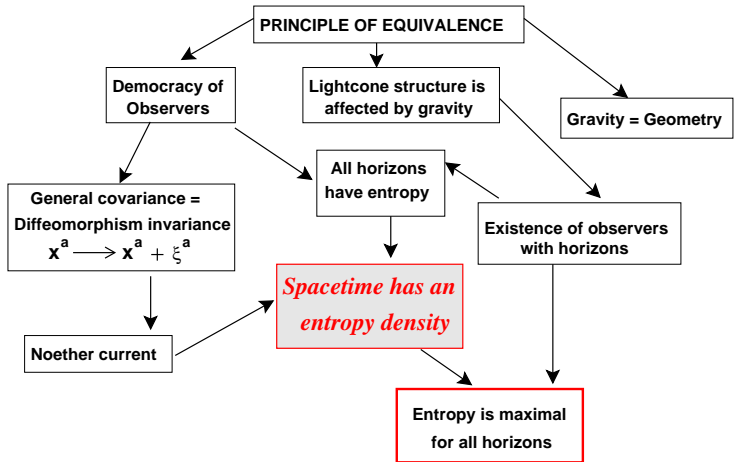 PRINCIPLE OF EQUIVALENCE
Democracy of
Observers
Lightcone structure is
affected by gravity
Gravity = Geometry
General covariance =
Diffeomorphism invariance
x^a ⟶ x^a + ξ^a
All horizons
have entropy
Existence of observers
with horizons
Spacetime has an
entropy density
Noether current
Entropy is maximal
for all horizons